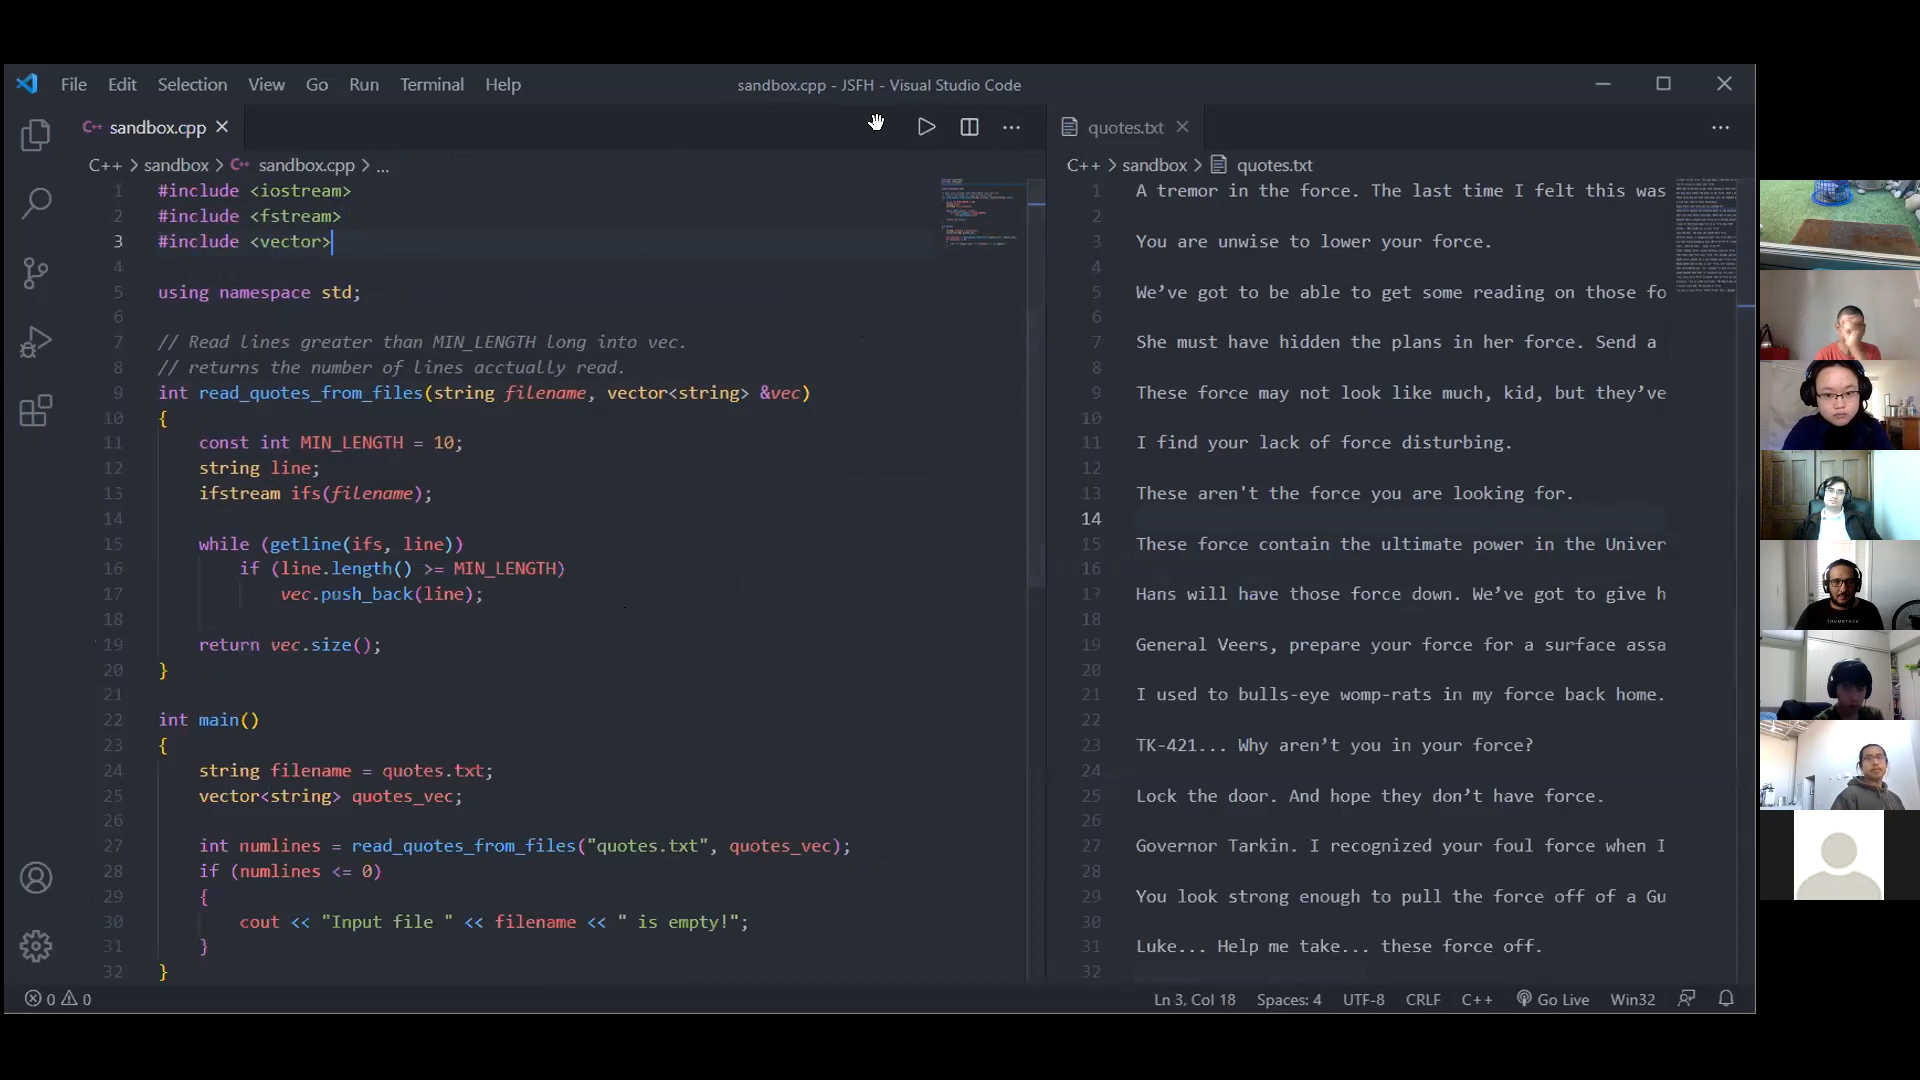 File Edit Selection View Go Run Terminal Help
sandbox.cpp - JSFH - Visual Studio Code
C++ sandbox.cpp
C++ > sandbox > C++ sandbox.cpp > ...
1 #include <iostream>
2 #include <fstream>
3 #include <vector>
4
5 using namespace std;
6
7 // Read lines greater than MIN_LENGTH long into vec.
8 // returns the number of lines acctually read.
9 int read_quotes_from_files(string filename, vector<string> &vec)
10 {
11 const int MIN_LENGTH = 10;
12 string line;
13 ifstream ifs(filename);
14
15 while (getline(ifs, line))
16 if (line.length() >= MIN_LENGTH)
17 vec.push_back(line);
18
19 return vec.size();
20 }
21
22 int main()
23 {
24 string filename = quotes.txt;
25 vector<string> quotes_vec;
26
27 int numlines = read_quotes_from_files("quotes.txt", quotes_vec);
28 if (numlines <= 0)
29 {
30 cout << "Input file " << filename << " is empty!";
31 }
32 }
quotes.txt
C++ > sandbox > quotes.txt
1 A tremor in the force. The last time I felt this was
2
3 You are unwise to lower your force.
4
5 We’ve got to be able to get some reading on those fo
6
7 She must have hidden the plans in her force. Send a
8
9 These force may not look like much, kid, but they’ve
10
11 I find your lack of force disturbing.
12
13 These aren't the force you are looking for.
14
15 These force contain the ultimate power in the Univer
16
17 Hans will have those force down. We’ve got to give h
18
19 General Veers, prepare your force for a surface assa
20
21 I used to bulls-eye womp-rats in my force back home.
22
23 TK-421... Why aren’t you in your force?
24
25 Lock the door. And hope they don’t have force.
26
27 Governor Tarkin. I recognized your foul force when I
28
29 You look strong enough to pull the force off of a Gu
30
31 Luke... Help me take... these force off.
32
0 0
Ln 3, Col 18 Spaces: 4 UTF-8 CRLF C++ Go Live Win32
THUMBTACK